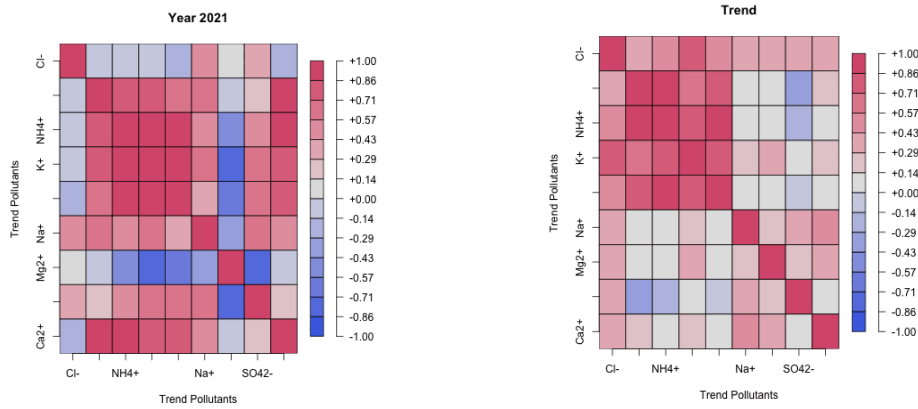 Year 2021
Cl-
NH4+
K+
Na+
Mg2+
Ca2+
Trend Pollutants
Cl-
NH4+
Na+
SO42-
Trend Pollutants
+1.00
+0.86
+0.71
+0.57
+0.43
+0.29
+0.14
+0.00
-0.14
-0.29
-0.43
-0.57
-0.71
-0.86
-1.00
Trend
Cl-
NH4+
K+
Na+
Mg2+
Ca2+
Trend Pollutants
Cl-
NH4+
Na+
SO42-
Trend Pollutants
+1.00
+0.86
+0.71
+0.57
+0.43
+0.29
+0.14
+0.00
-0.14
-0.29
-0.43
-0.57
-0.71
-0.86
-1.00